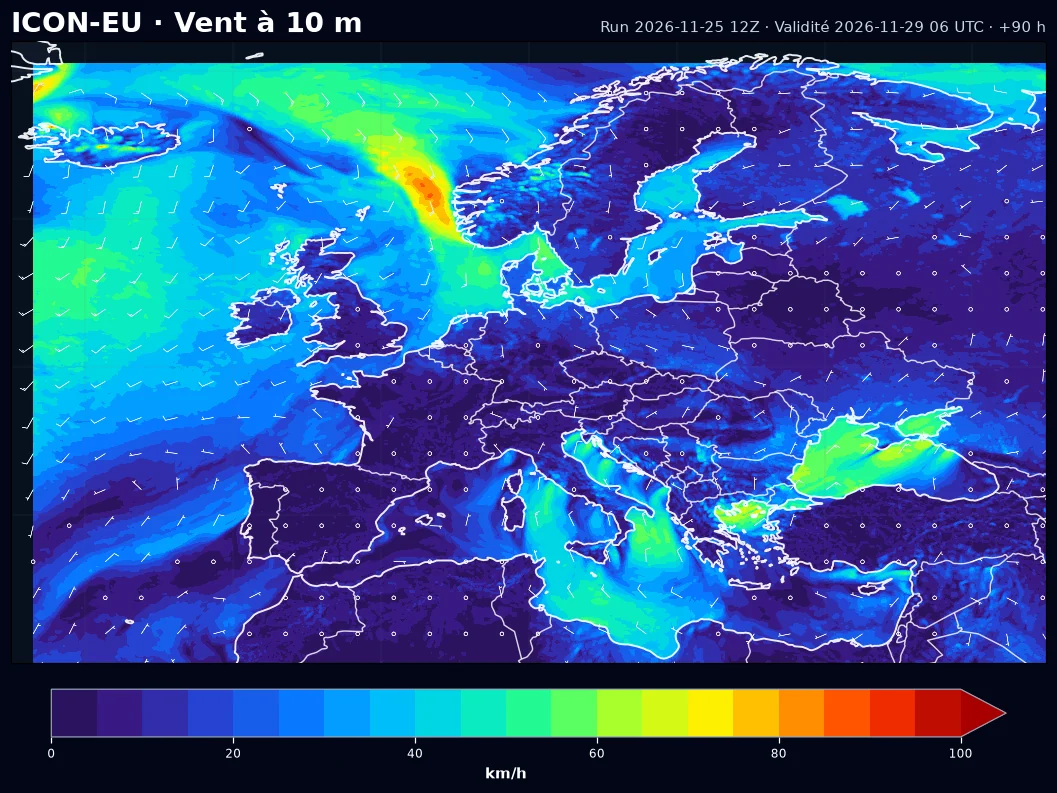 ICON-EU · Vent à 10 m
Run 2026-11-25 12Z · Validité 2026-11-29 06 UTC · +90 h
0 20 40 60 80 100
km/h